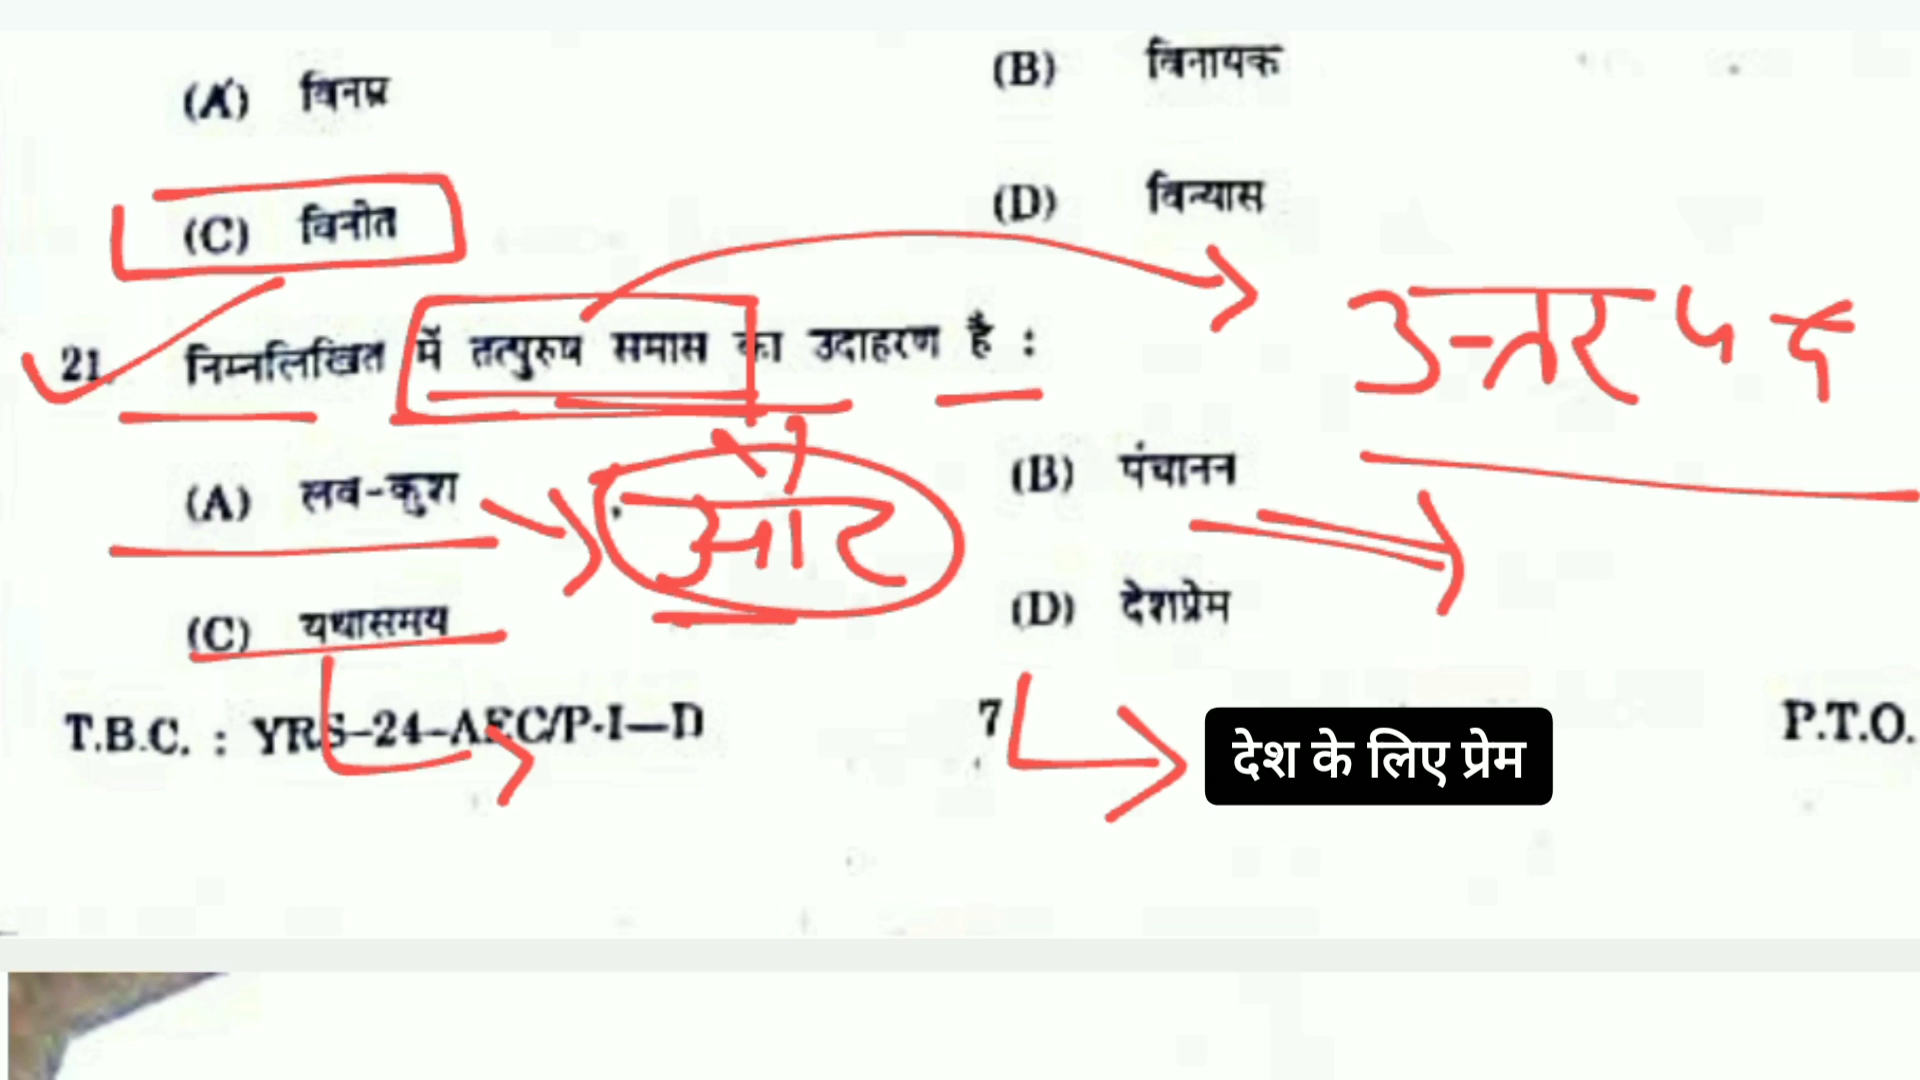 (A) विनम्र (B) विनायक
(C) विनीत (D) विन्यास
21. निम्नलिखित में तत्पुरुष समास का उदाहरण है :
उत्तर पद
(A) लव-कुश (B) पंचानन
और
(C) यथासमय (D) देशप्रेम
T.B.C. : YRS-24-AEC/P-I—D 7 P.T.O.
देश के लिए प्रेम